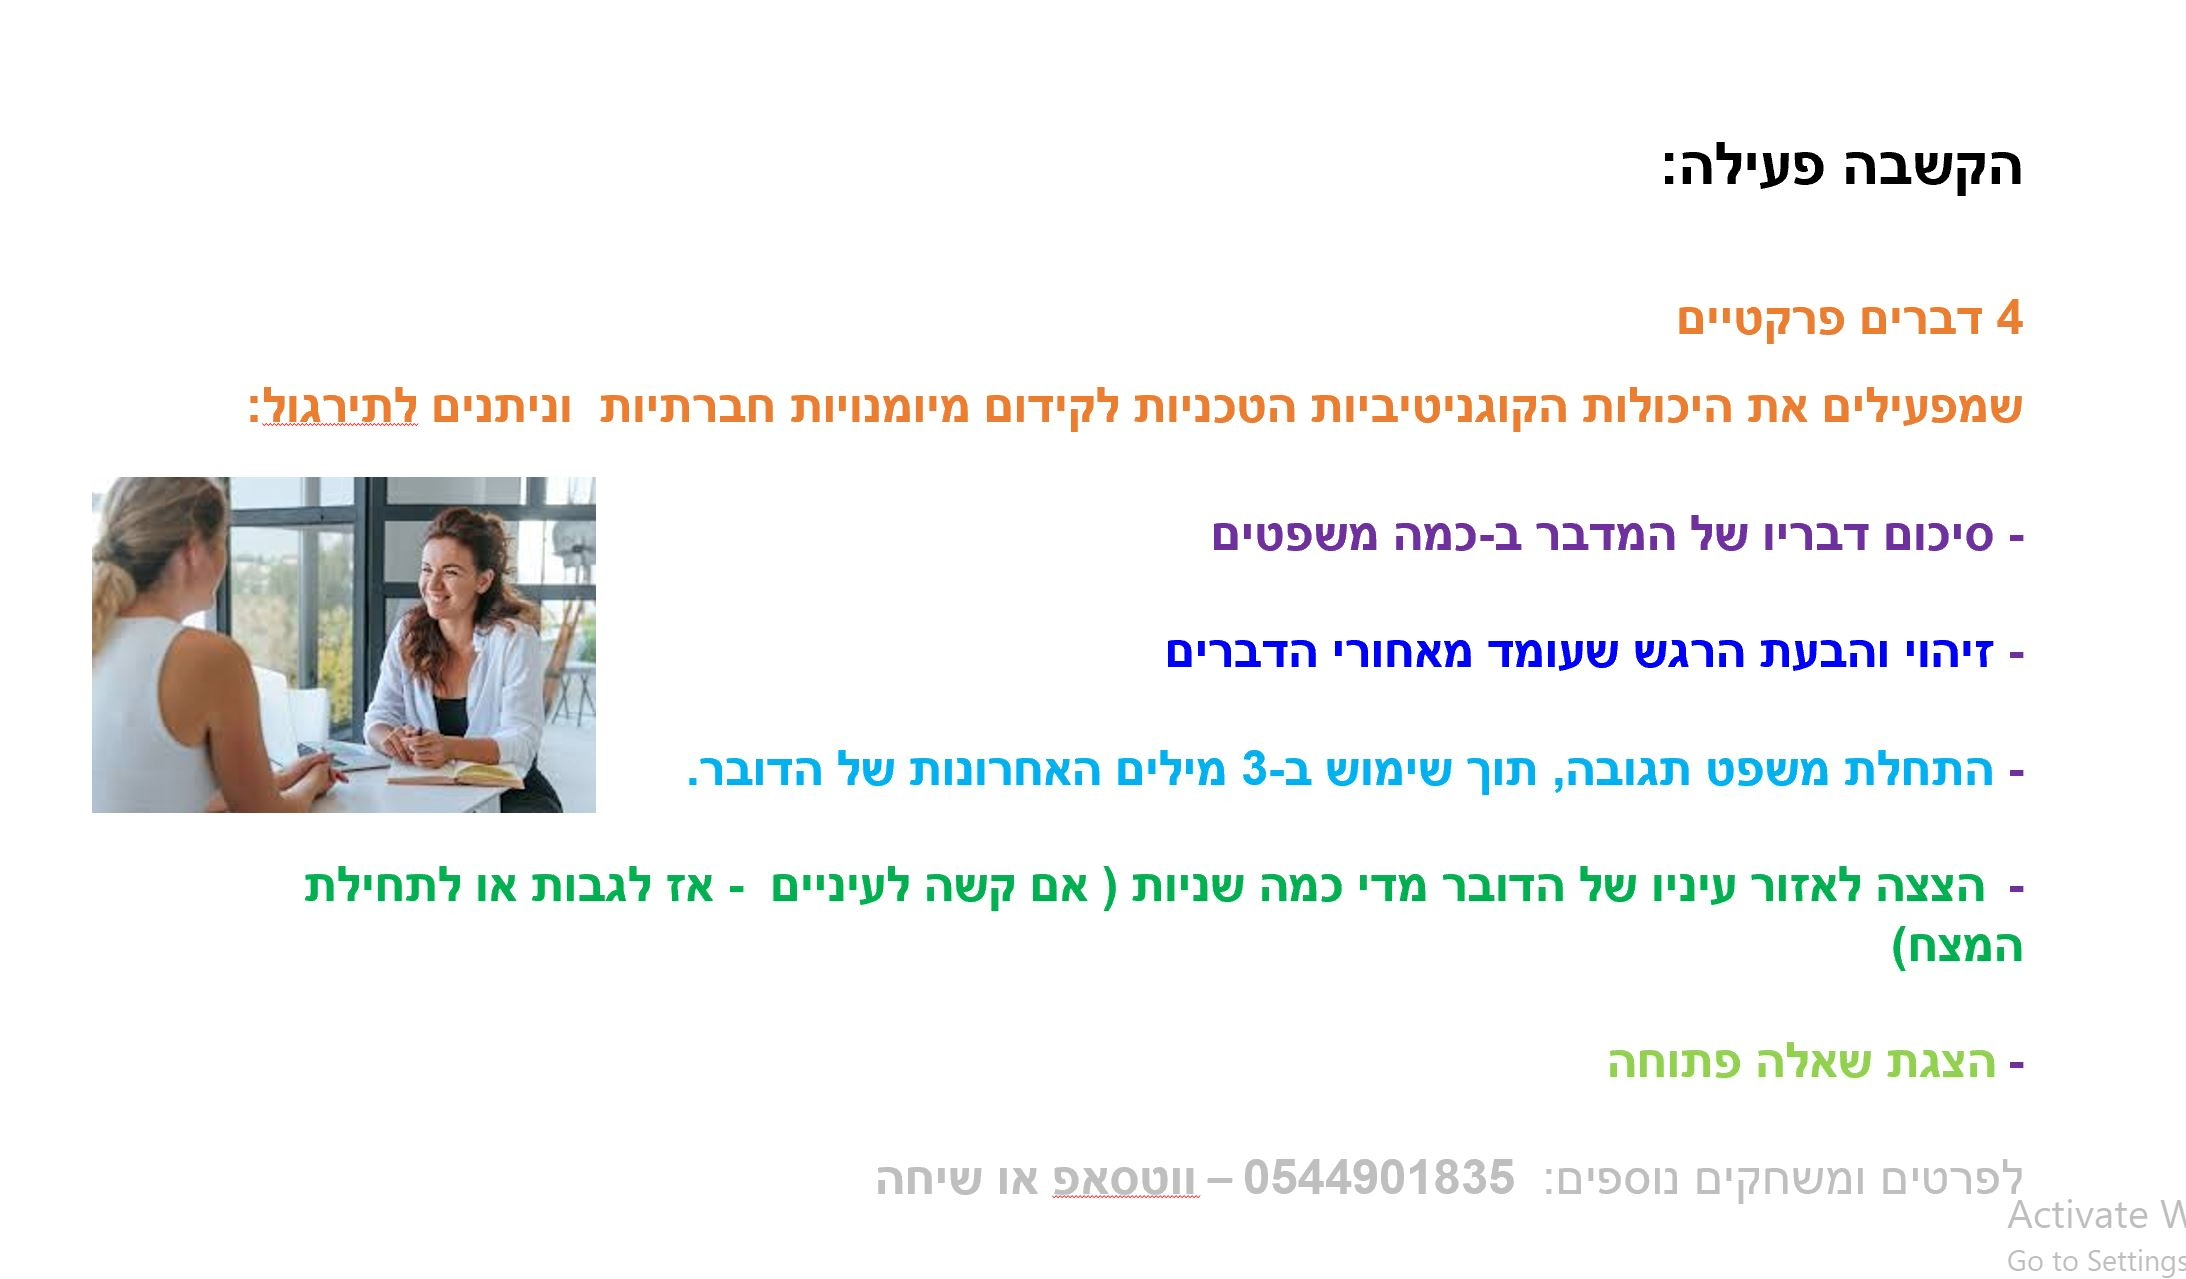 הקשבה פעילה:
4 דברים פרקטיים
שמפעילים את היכולות הקוגניטיביות הטכניות לקידום מיומנויות חברתיות  וניתנים לתירגול:
- סיכום דבריו של המדבר ב-כמה משפטים
- זיהוי והבעת הרגש שעומד מאחורי הדברים
- התחלת משפט תגובה, תוך שימוש ב-3 מילים האחרונות של הדובר.
-  הצצה לאזור עיניו של הדובר מדי כמה שניות ( אם קשה לעיניים  - אז לגבות או לתחילת
המצח)
- הצגת שאלה פתוחה
לפרטים ומשחקים נוספים:  0544901835 – ווטסאפ או שיחה
Activate W
Go to Settings